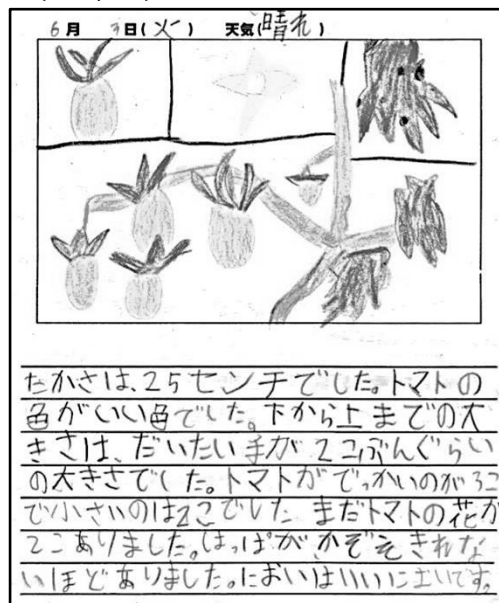 6月 3日(火) 天気(晴れ)
たかさは、25センチでした。トマトの
色がいい色でした。下から上までの大
きさは、だいたい手が2こぶんぐらい
の大きさでした。トマトがでっかいのが3こ
で小さいのは2こでした まだトマトの花が
2こありました。はっぱがかぞえきれな
いほどありました。においはいいにおいです。